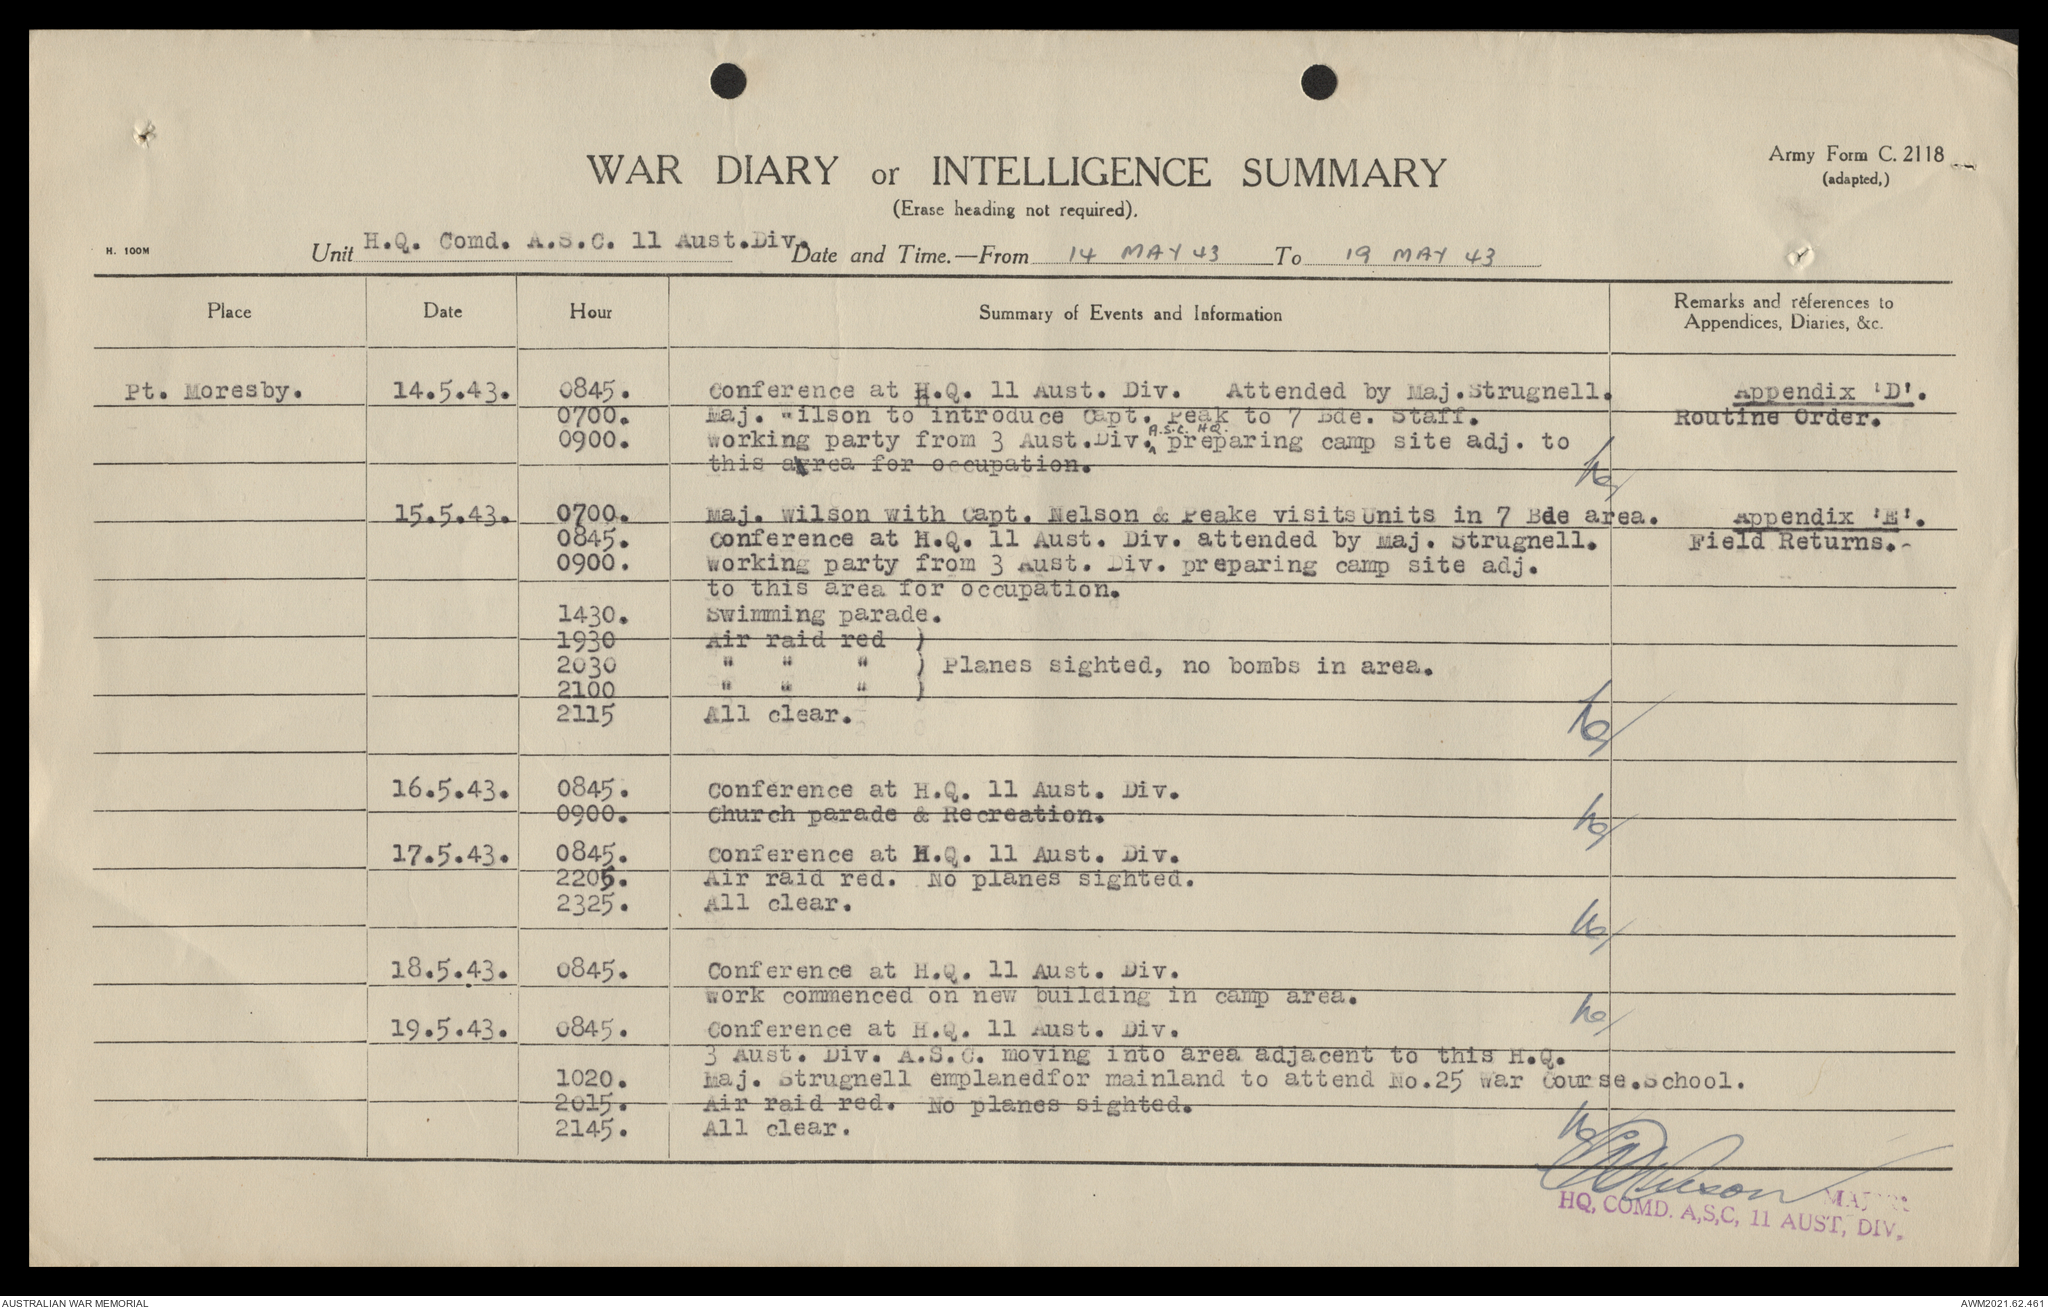 WAR DIARY or INTELLIGENCE SUMMARY
(Erase heading not required).
Army Form C. 2118
(adapted,)
H. 100M
Unit H.Q. Comd. A.S.C. 11 Aust.Div. Date and Time.—From 14 MAY 43 To 19 MAY 43
Place Date Hour Summary of Events and Information Remarks and references to
Appendices, Diaries, &c.
Pt. Moresby. 14.5.43. 0845. Conference at H.Q. 11 Aust. Div. Attended by Maj.Strugnell. Appendix 'D'.
0700. Maj. Wilson to introduce Capt. Peak to 7 Bde. Staff. Routine Order.
0900. Working party from 3 Aust.Div. A.S.C. HQ. preparing camp site adj. to
this area for occupation.
15.5.43. 0700. Maj. Wilson with Capt. Nelson & Peake visits Units in 7 Bde area. Appendix 'E'.
0845. Conference at H.Q. 11 Aust. Div. attended by Maj. Strugnell. Field Returns.
0900. Working party from 3 Aust. Div. preparing camp site adj.
to this area for occupation.
1430. Swimming parade.
1930 Air raid red )
2030 " " " ) Planes sighted, no bombs in area.
2100 " " " )
2115 All clear.
16.5.43. 0845. Conference at H.Q. 11 Aust. Div.
0900. Church parade & Recreation.
17.5.43. 0845. Conference at H.Q. 11 Aust. Div.
2205. Air raid red. No planes sighted.
2325. All clear.
18.5.43. 0845. Conference at H.Q. 11 Aust. Div.
Work commenced on new building in camp area.
19.5.43. 0845. Conference at H.Q. 11 Aust. Div.
3 Aust. Div. A.S.C. moving into area adjacent to this H.Q.
1020. Maj. Strugnell emplanedfor mainland to attend No.25 War Course.School.
2015. Air raid red. No planes sighted.
2145. All clear.
HQ, COMD. A,S,C, 11 AUST, DIV,
AUSTRALIAN WAR MEMORIAL
AWM2021.62.461